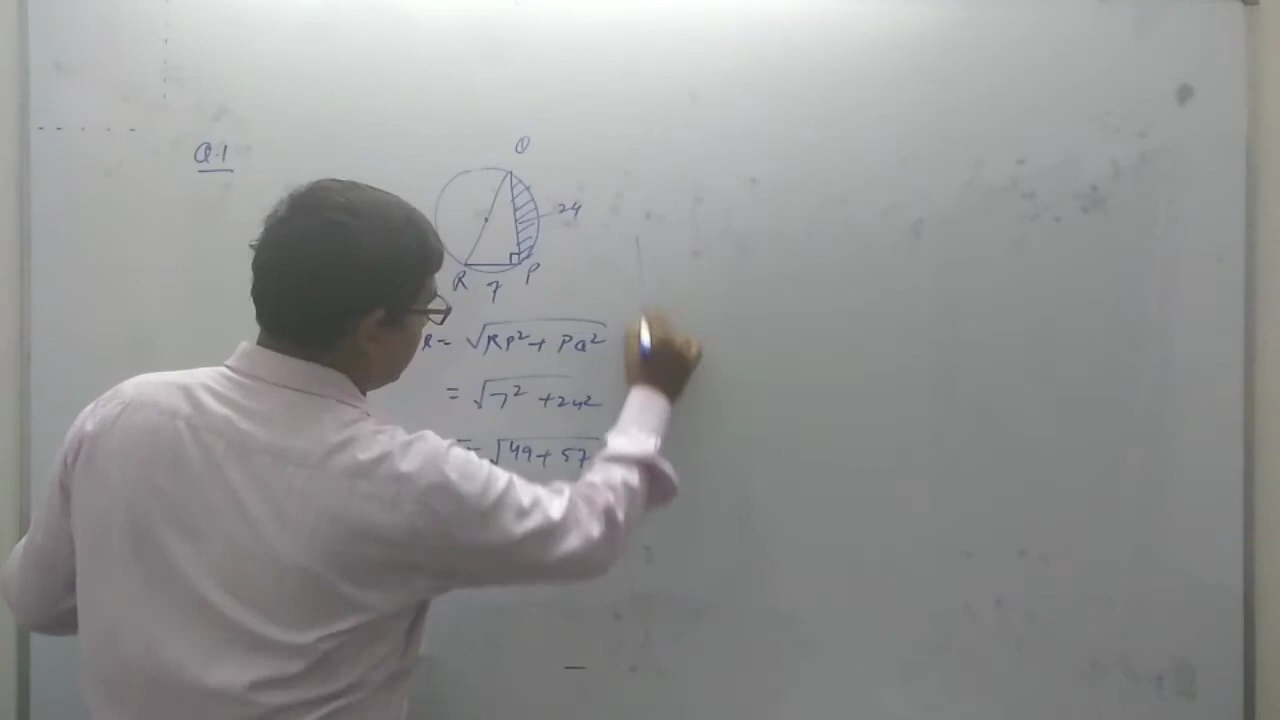 Q.1
Q
24
R 7 P
R = √RP² + PQ²
= √7² + 24²
= √49 + 57